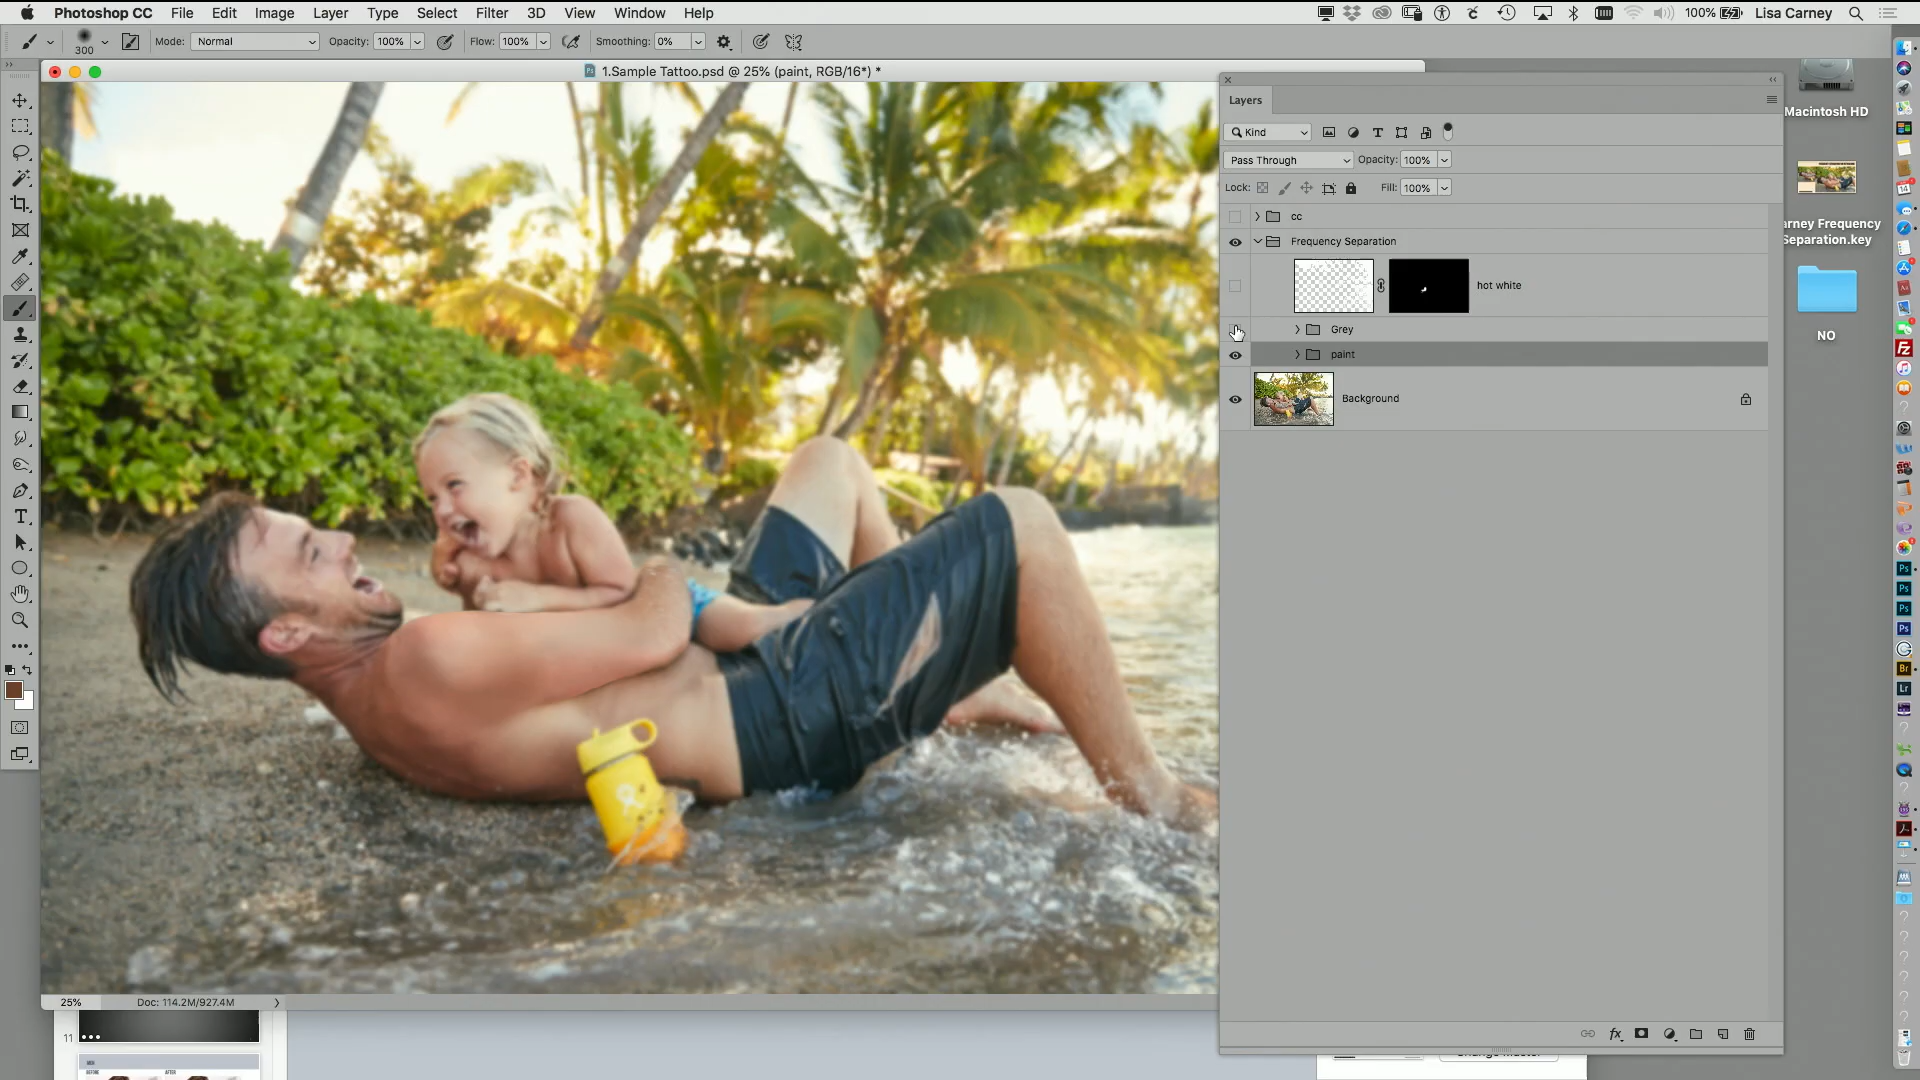 Photoshop CC File Edit Image Layer Type Select Filter 3D View Window Help 100% Lisa Carney
300 Mode: Normal Opacity: 100% Flow: 100% Smoothing: 0%
1.Sample Tattoo.psd @ 25% (paint, RGB/16*) *
Layers
Macintosh HD
Kind
Pass Through Opacity: 100%
Lock: Fill: 100%
cc
arney Frequency
Separation.key
Frequency Separation
hot white
Grey
NO
paint
Background
25% Doc: 114.2M/927.4M
11
BEFORE AFTER